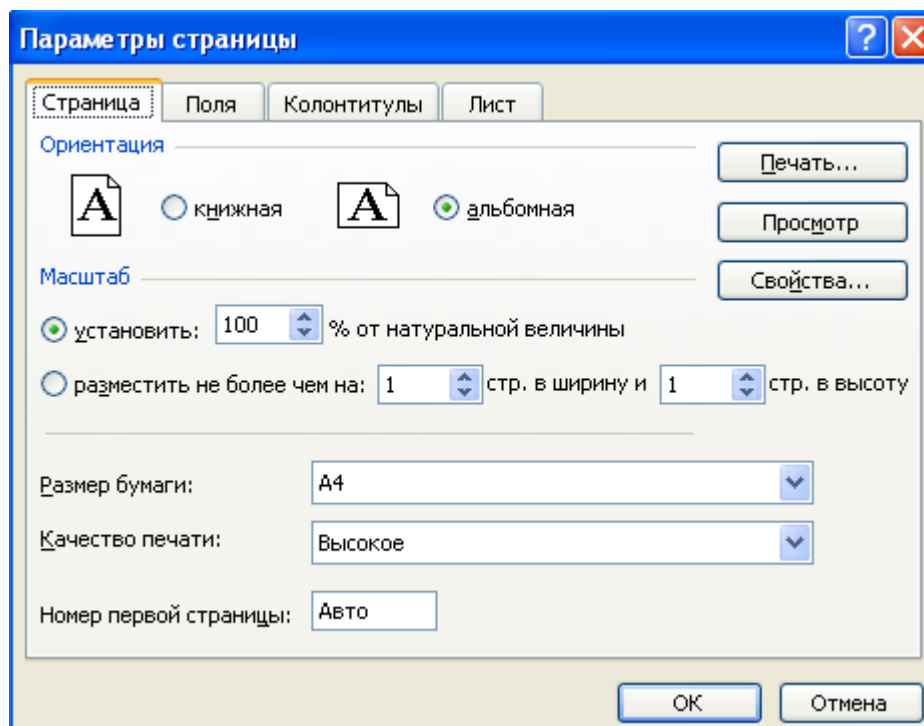 Параметры страницы
Страница Поля Колонтитулы Лист
Ориентация
Печать...
A книжная A альбомная
Просмотр
Масштаб
Свойства...
установить: 100 % от натуральной величины
разместить не более чем на: 1 стр. в ширину и 1 стр. в высоту
Размер бумаги: A4
Качество печати: Высокое
Номер первой страницы: Авто
ОК Отмена